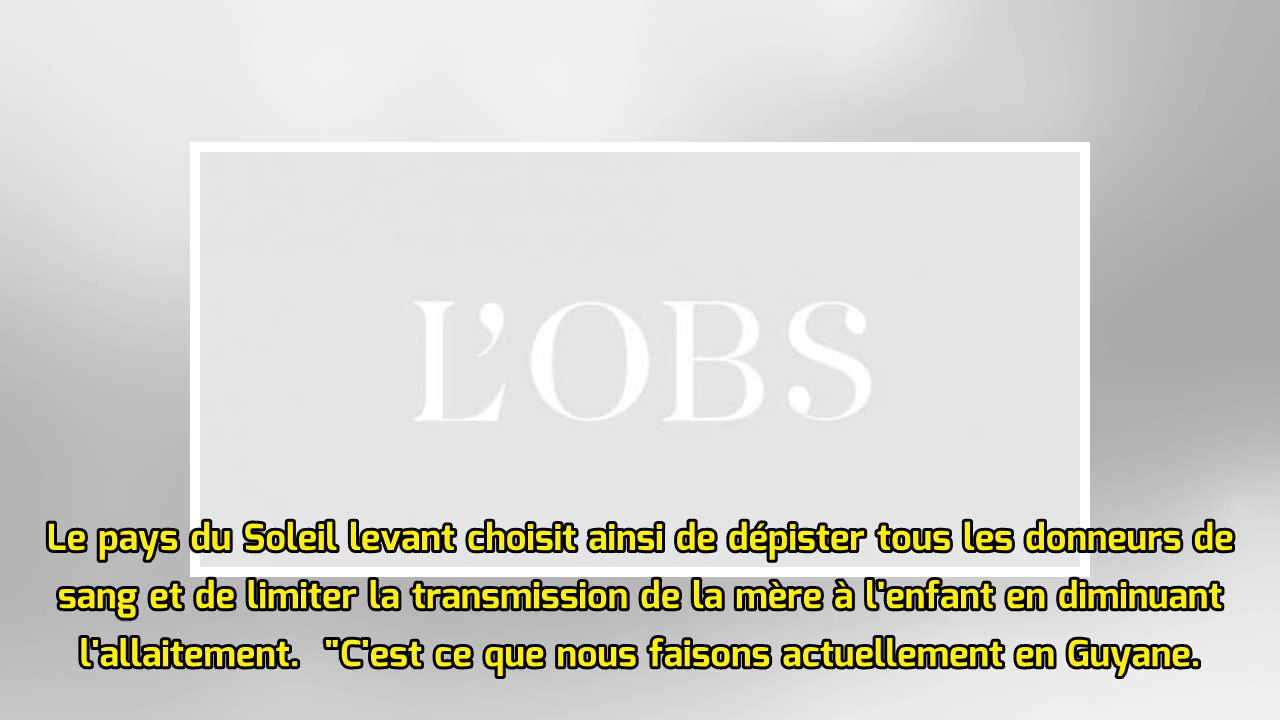 L'OBS
Le pays du Soleil levant choisit ainsi de dépister tous les donneurs de
sang et de limiter la transmission de la mère à l'enfant en diminuant
l'allaitement.  "C'est ce que nous faisons actuellement en Guyane.